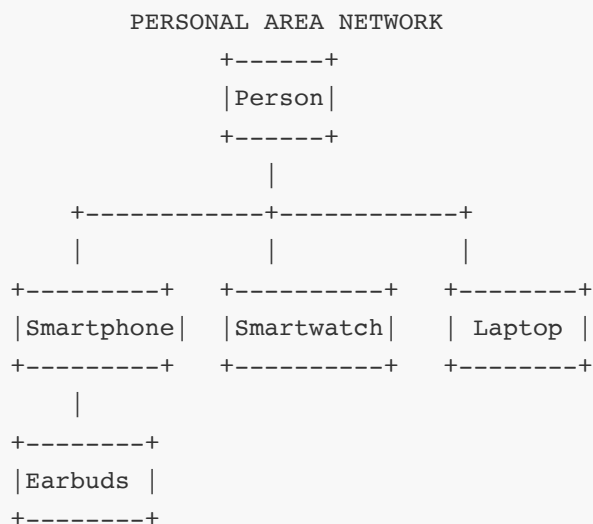 PERSONAL AREA NETWORK
Person
Smartphone Smartwatch Laptop
Earbuds